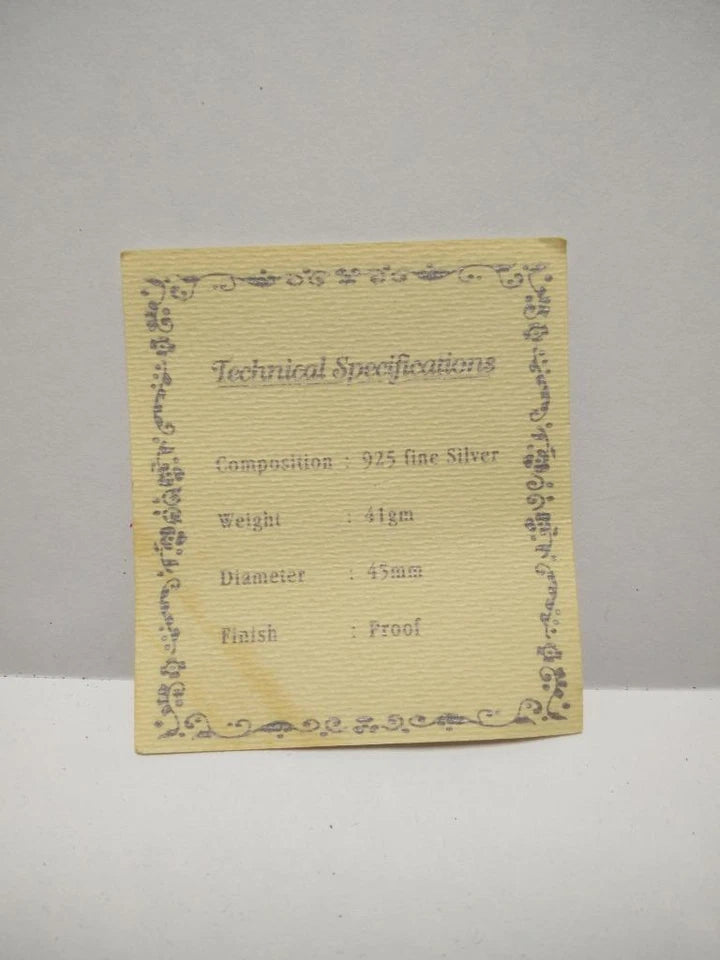 Technical Specifications
Composition : 925 fine Silver
Weight : 41gm
Diameter : 45mm
Finish : Proof